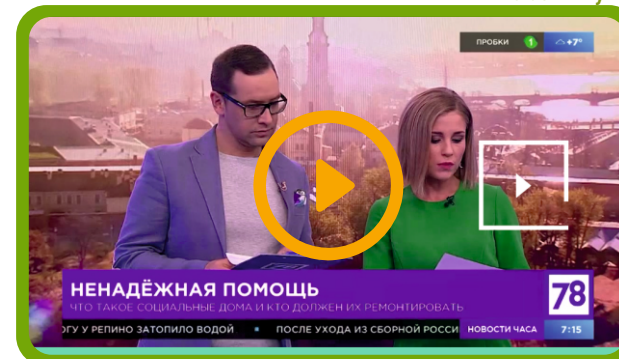 ПРОБКИ 1 +7°
НЕНАДЁЖНАЯ ПОМОЩЬ
ЧТО ТАКОЕ СОЦИАЛЬНЫЕ ДОМА И КТО ДОЛЖЕН ИХ РЕМОНТИРОВАТЬ
78
ОГУ У РЕПИНО ЗАТОПИЛО ВОДОЙ ПОСЛЕ УХОДА ИЗ СБОРНОЙ РОССИ НОВОСТИ ЧАСА 7:15